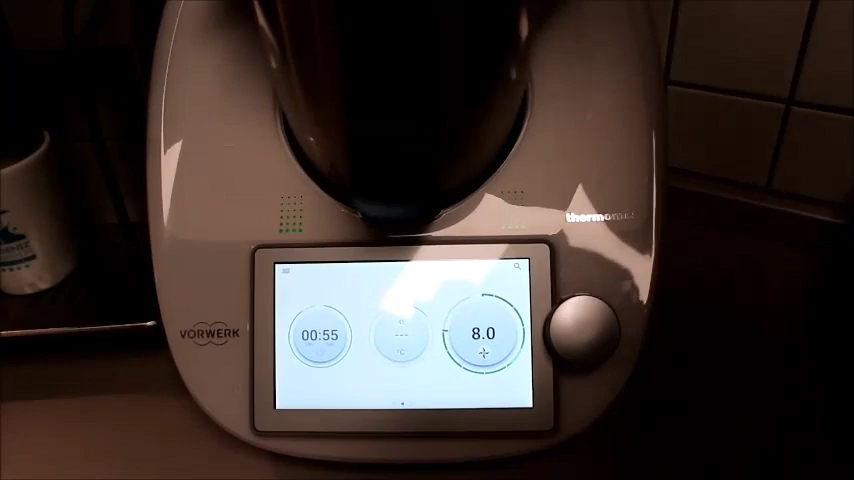 thermomix
00:55
---
°C
8.0
VORWERK